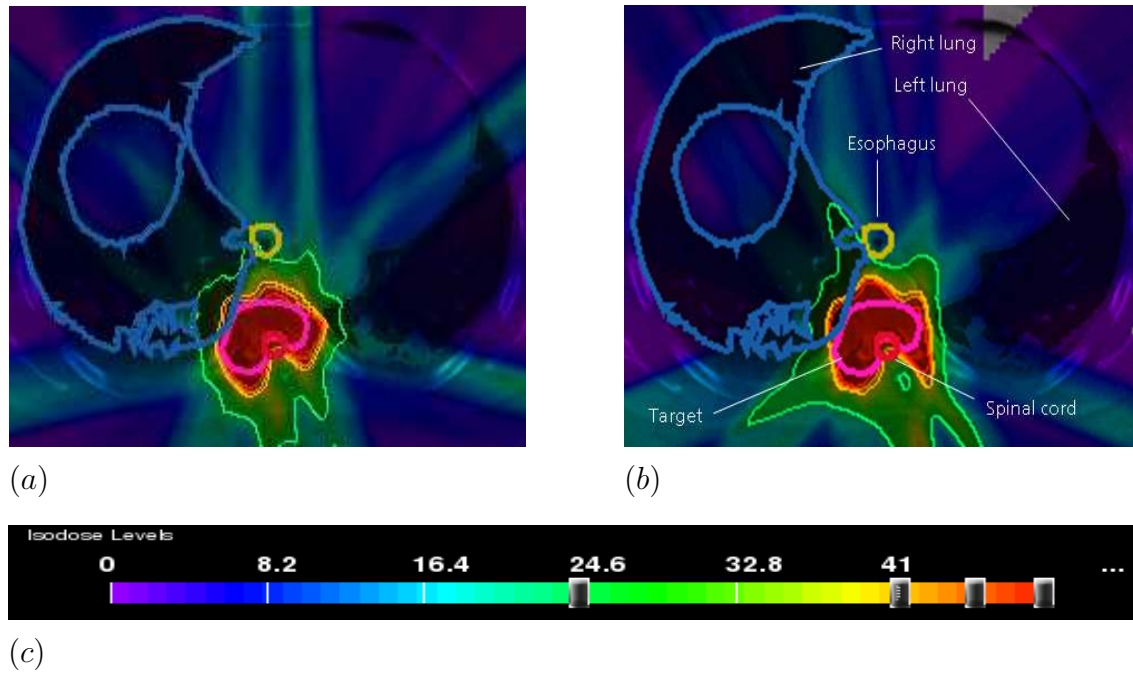 Right lung
Left lung
Esophagus
Target
Spinal cord
(a)
(b)
Isodose Levels
0 8.2 16.4 24.6 32.8 41 ...
(c)